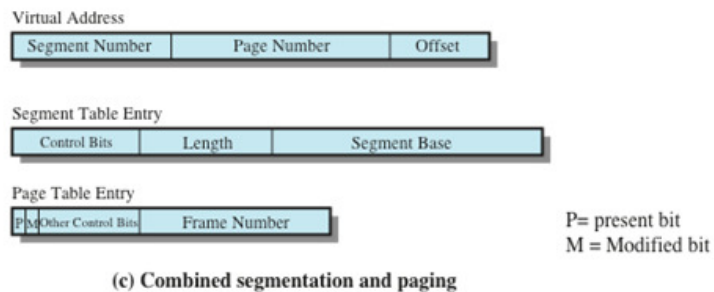 Virtual Address
Segment Number Page Number Offset
Segment Table Entry
Control Bits Length Segment Base
Page Table Entry
P M Other Control Bits Frame Number
P= present bit
M = Modified bit
(c) Combined segmentation and paging